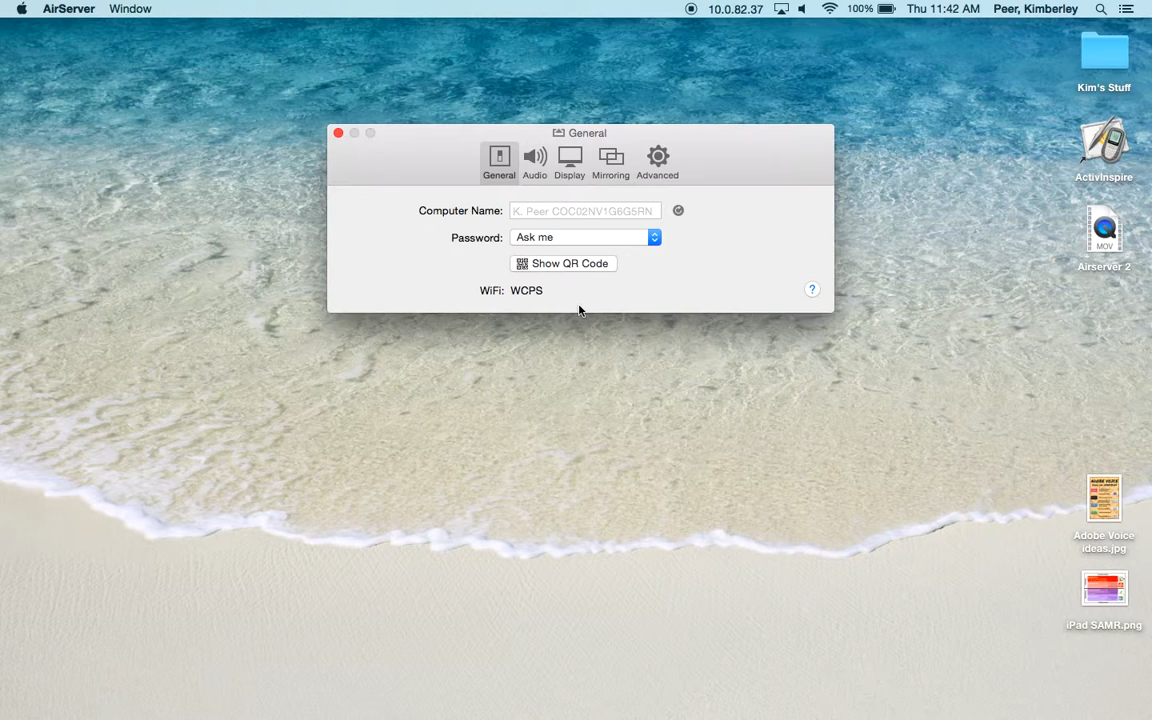 AirServer Window 10.0.82.37 100% Thu 11:42 AM Peer, Kimberley
Kim's Stuff
General
General Audio Display Mirroring Advanced
ActivInspire
Computer Name: K. Peer COC02NV1G6G5RN
Password: Ask me
MOV
Airserver 2
Show QR Code
WiFi: WCPS
?
Adobe Voice
ideas.jpg
iPad SAMR.png